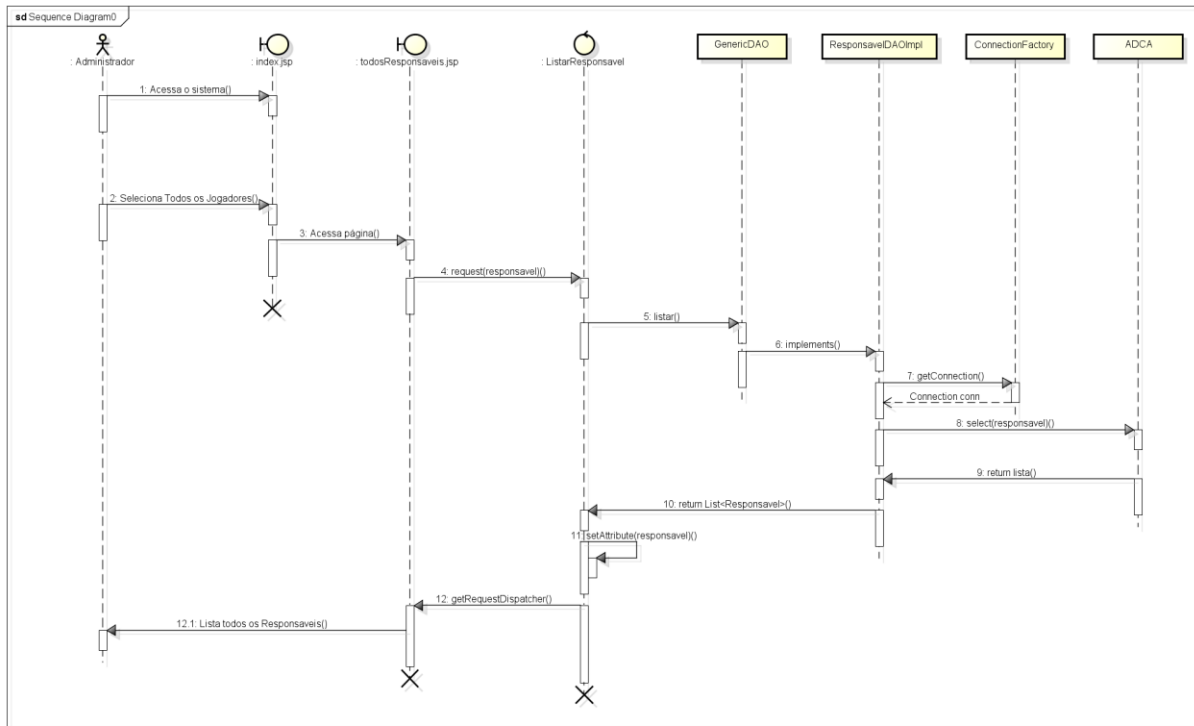 sd Sequence Diagram0
: Administrador
: index.jsp
: todosResponsaveis.jsp
: ListarResponsavel
GenericDAO
ResponsavelDAOImpl
ConnectionFactory
ADCA
1: Acessa o sistema()
2: Seleciona Todos os Jogadores()
3: Acessa página()
4: request(responsavel)()
5: listar()
6: implements()
7: getConnection()
Connection conn
8: select(responsavel)()
9: return lista()
10: return List<Responsavel>()
11: setAttribute(responsavel)()
12: getRequestDispatcher()
12.1: Lista todos os Responsaveis()